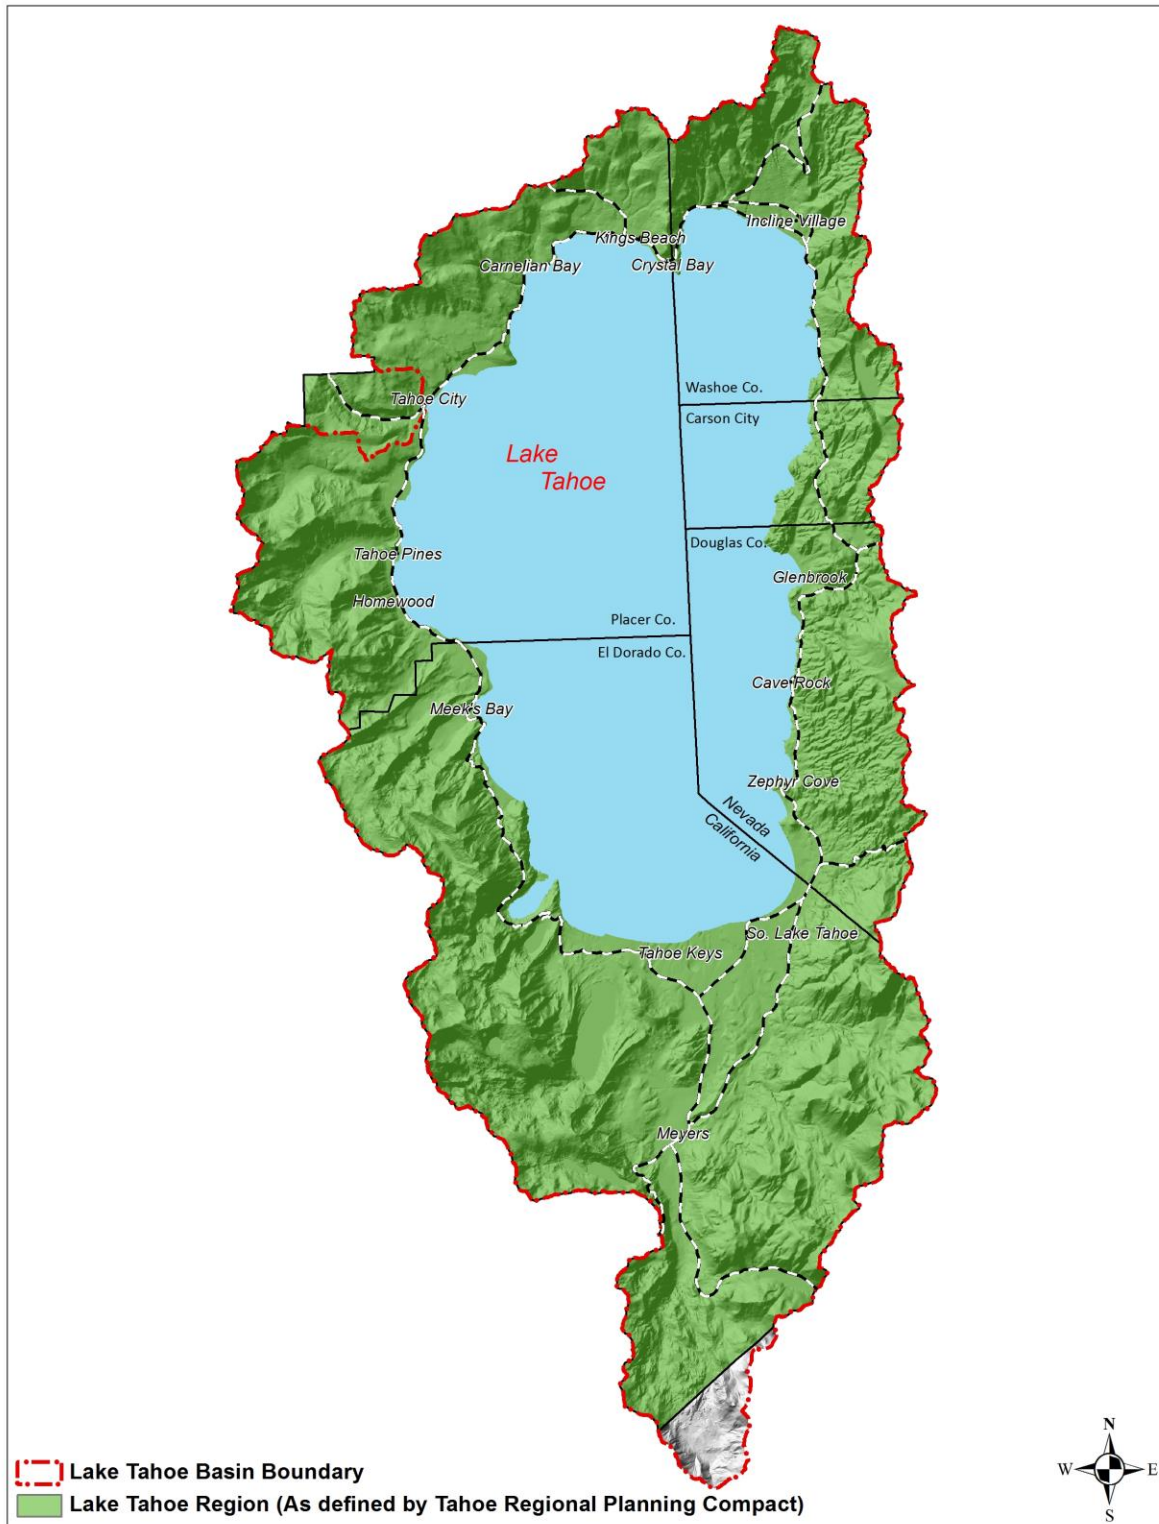 Incline Village
Kings Beach
Carnelian Bay
Crystal Bay
Washoe Co.
Tahoe City
Carson City
Lake
Tahoe
Douglas Co.
Tahoe Pines
Glenbrook
Homewood
Placer Co.
El Dorado Co.
Cave Rock
Meek's Bay
Zephyr Cove
Nevada
California
So. Lake Tahoe
Tahoe Keys
Meyers
N
W
E
S
Lake Tahoe Basin Boundary
Lake Tahoe Region (As defined by Tahoe Regional Planning Compact)